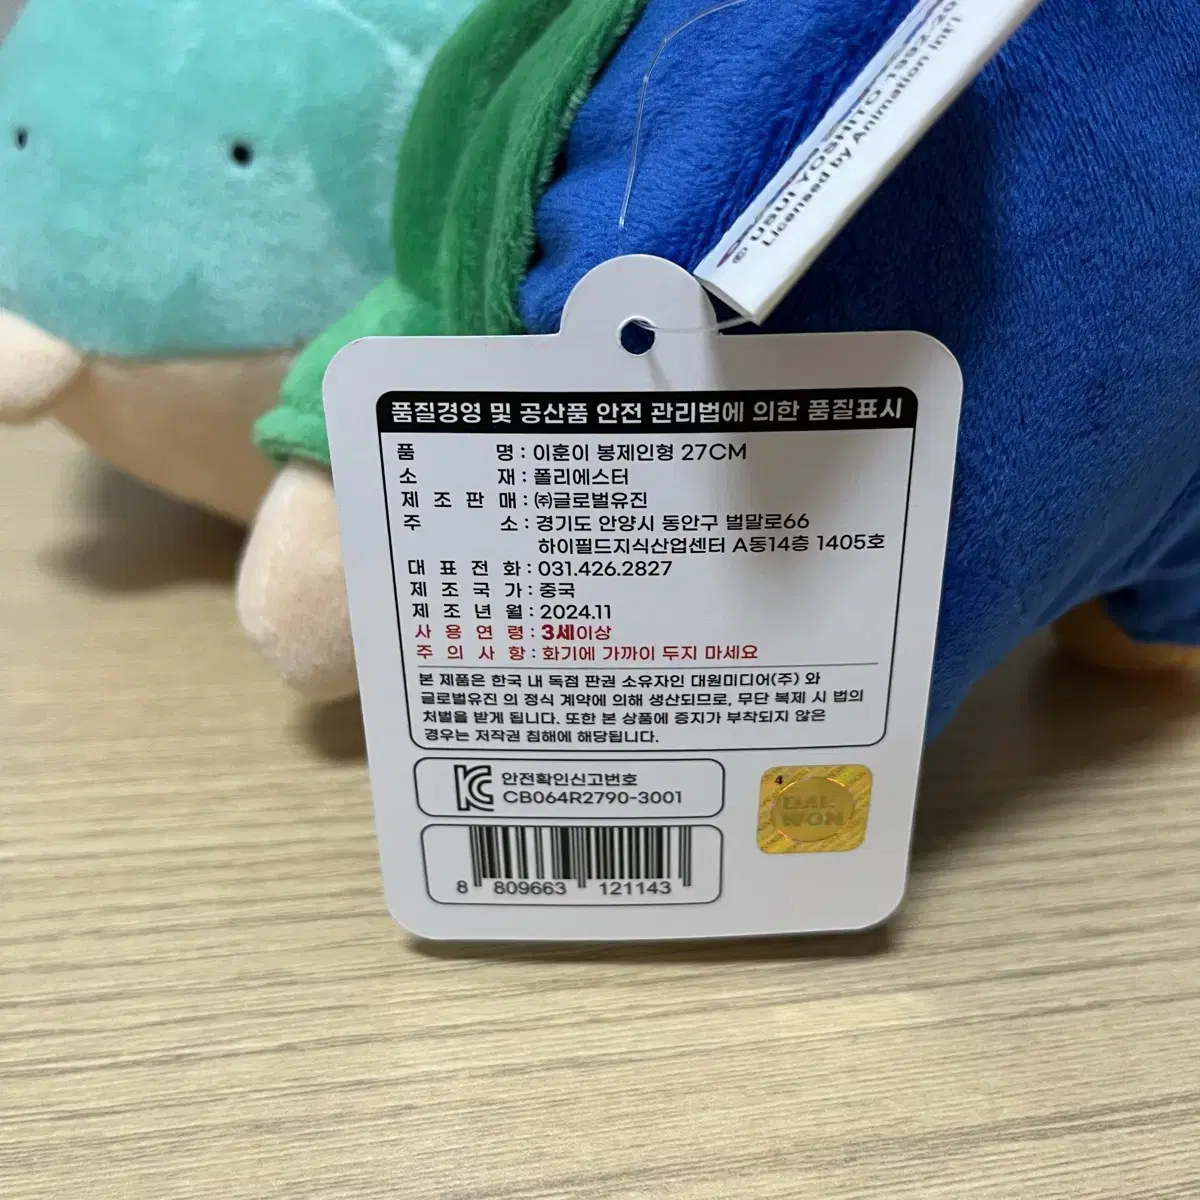 © USUI YOSHITO 1992-20
Licensed by Animation Int'l
품질경영 및 공산품 안전 관리법에 의한 품질표시
품 명 : 이훈이 봉제인형 27CM
소 재 : 폴리에스터
제 조 판 매 : ㈜글로벌유진
주 소 : 경기도 안양시 동안구 벌말로66
하이필드지식산업센터 A동14층 1405호
대 표 전 화 : 031.426.2827
제 조 국 가 : 중국
제 조 년 월 : 2024.11
사 용 연 령 : 3세이상
주 의 사 항 : 화기에 가까이 두지 마세요
본 제품은 한국 내 독점 판권 소유자인 대원미디어(주) 와
글로벌유진 의 정식 계약에 의해 생산되므로, 무단 복제 시 법의
처벌을 받게 됩니다. 또한 본 상품에 증지가 부착되지 않은
경우는 저작권 침해에 해당됩니다.
안전확인신고번호
CB064R2790-3001
4
DAE
WON
8 809663 121143